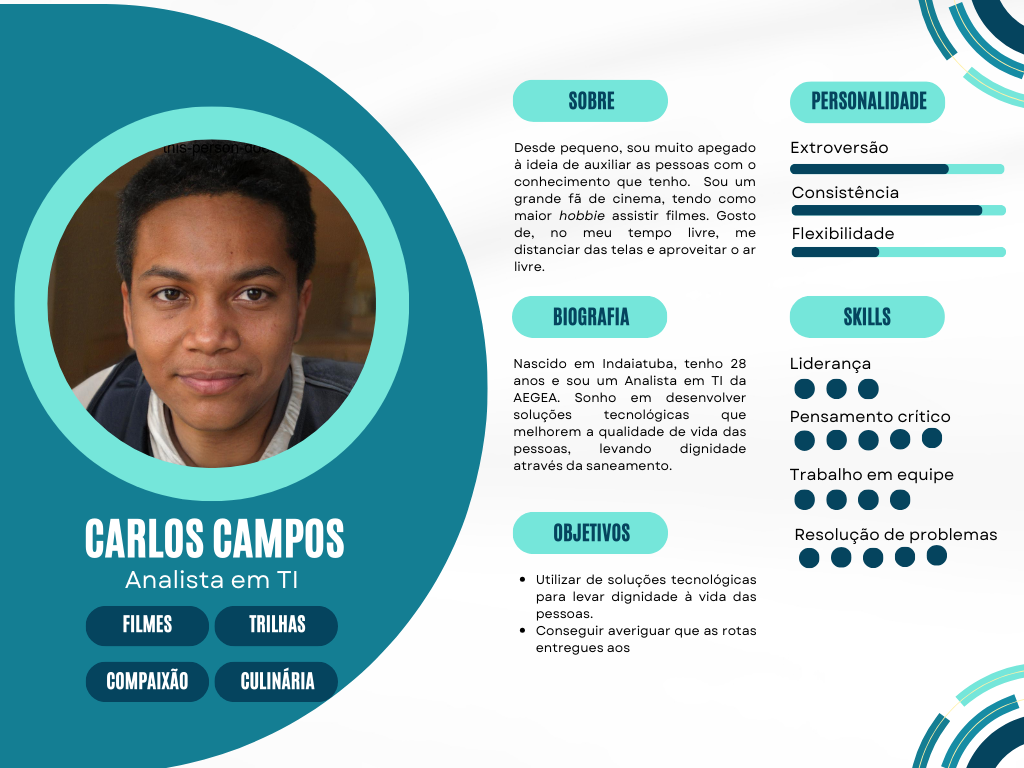 this-person-does
CARLOS CAMPOS
Analista em TI
FILMES
TRILHAS
COMPAIXÃO
CULINÁRIA
SOBRE
Desde pequeno, sou muito apegado
à ideia de auxiliar as pessoas com o
conhecimento que tenho. Sou um
grande fã de cinema, tendo como
maior hobbie assistir filmes. Gosto
de, no meu tempo livre, me
distanciar das telas e aproveitar o ar
livre.
BIOGRAFIA
Nascido em Indaiatuba, tenho 28
anos e sou um Analista em TI da
AEGEA. Sonho em desenvolver
soluções tecnológicas que
melhorem a qualidade de vida das
pessoas, levando dignidade
através da saneamento.
OBJETIVOS
• Utilizar de soluções tecnológicas
para levar dignidade à vida das
pessoas.
• Conseguir averiguar que as rotas
entregues aos
PERSONALIDADE
Extroversão
Consistência
Flexibilidade
SKILLS
Liderança
Pensamento crítico
Trabalho em equipe
Resolução de problemas